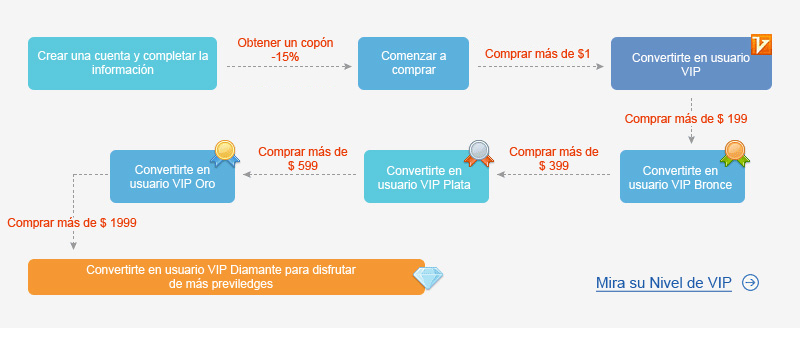 Crear una cuenta y completar la
información
Obtener un copón
-15%
Comenzar a
comprar
Comprar más de $1
Convertirte en usuario
VIP
Comprar más de $ 199
Convertirte en
usuario VIP Bronce
Comprar más de
$ 399
Convertirte en
usuario VIP Plata
Comprar más de
$ 599
Convertirte en
usuario VIP Oro
Comprar más de $ 1999
Convertirte en usuario VIP Diamante para disfrutar
de más previledges
Mira su Nivel de VIP